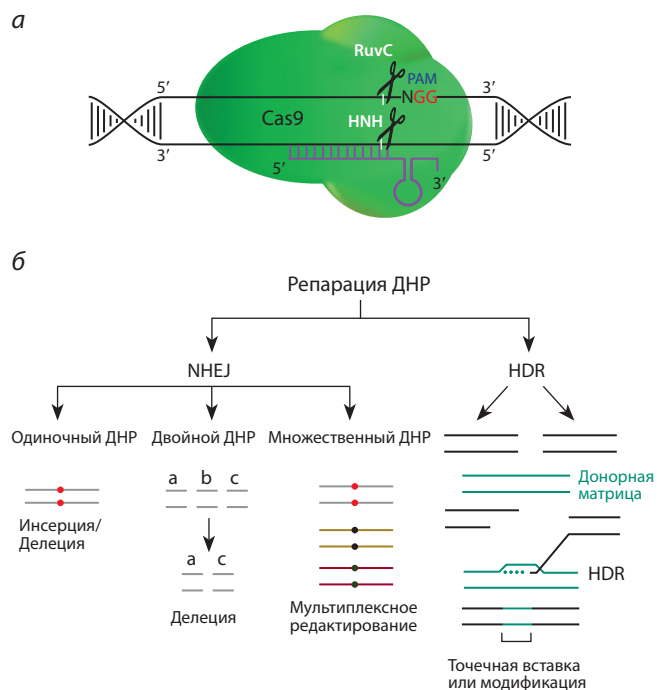 а
RuvC
PAM
5′
3′
NGG
Cas9
HNH
3′
5′
5′
3′
б
Репарация ДНР
NHEJ
HDR
Одиночный ДНР
Двойной ДНР
Множественный ДНР
a b c
Инсерция/
Делеция
a c
Делеция
Мультиплексное
редактирование
Донорная
матрица
HDR
Точечная вставка
или модификация